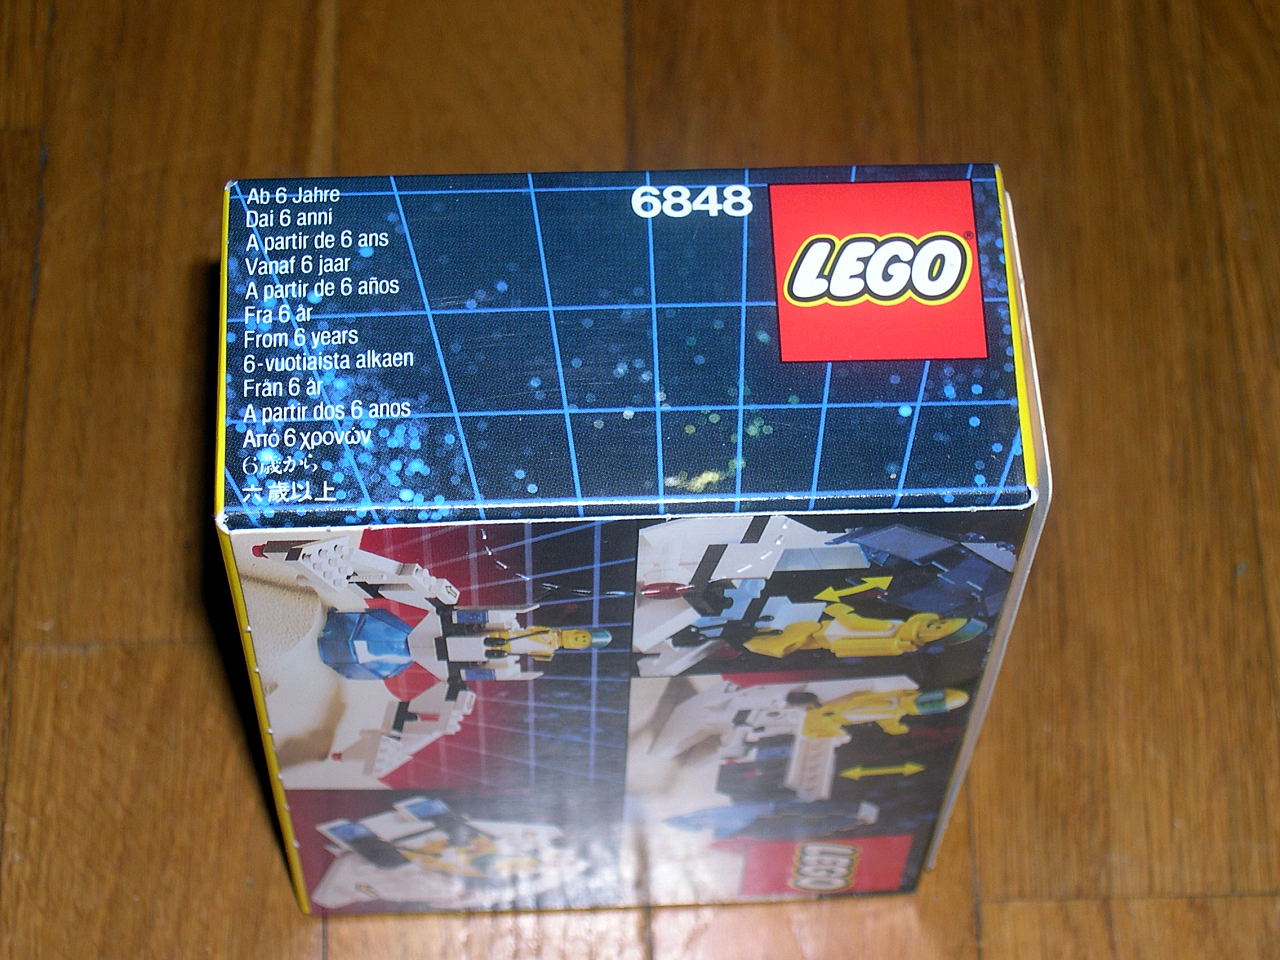 Ab 6 Jahre
Dai 6 anni
A partir de 6 ans
Vanaf 6 jaar
A partir de 6 años
Fra 6 år
From 6 years
6-vuotiaista alkaen
Från 6 år
A partir dos 6 anos
Από 6 χρονών
6歳から
六歲以上
6848
LEGO®
LEGO